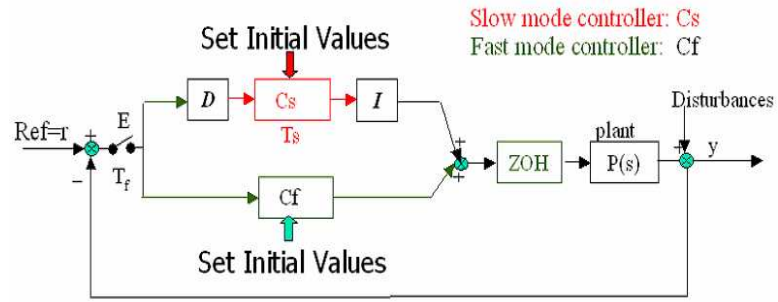 Slow mode controller: Cs
Fast mode controller: Cf
Set Initial Values
D
Cs
I
Ts
Disturbances
Ref=r
+
E
−
Tf
+
+
ZOH
plant
P(s)
+
y
Cf
Set Initial Values